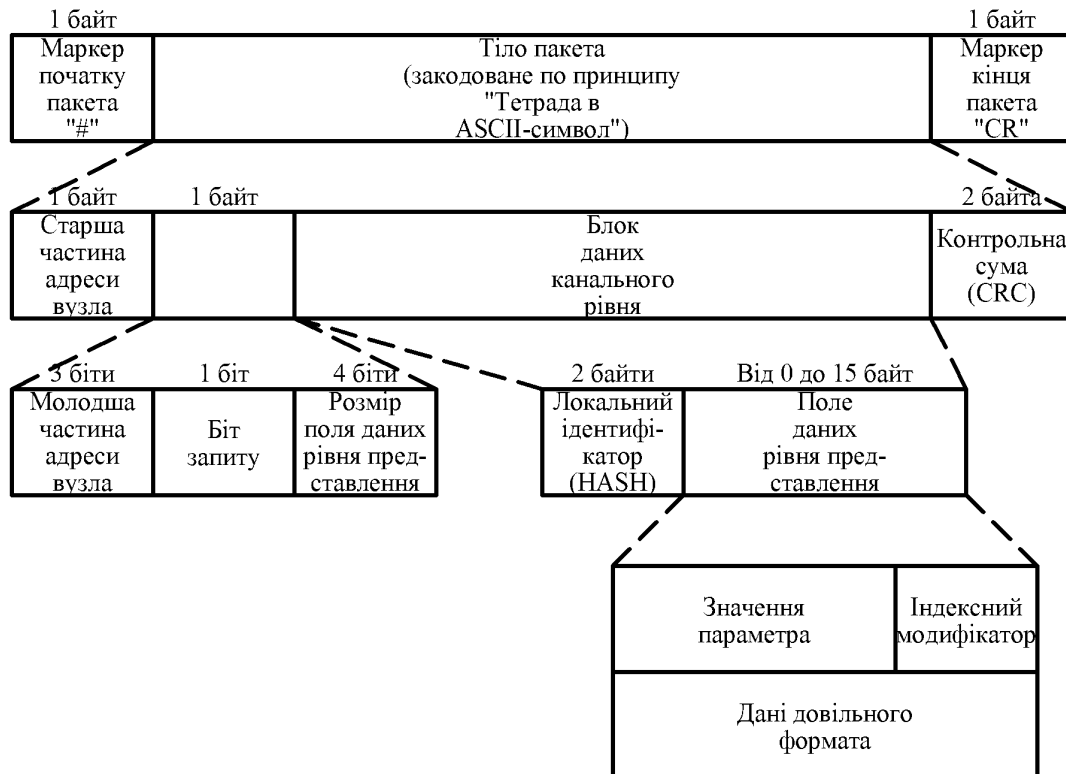 1 байт
1 байт
Маркер
початку
пакета
"#"
Тіло пакета
(закодоване по принципу
"Тетрада в
ASCII-символ")
Маркер
кінця
пакета
"CR"
1 байт
1 байт
2 байта
Старша
частина
адреси
вузла
Блок
даних
канального
рівня
Контрольна
сума
(CRC)
3 біти
1 біт
4 біти
2 байти
Від 0 до 15 байт
Молодша
частина
адреси
вузла
Біт
запиту
Розмір
поля даних
рівня пред-
ставлення
Локальний
ідентифі-
катор
(HASH)
Поле
даних
рівня пред-
ставлення
Значення
параметра
Індексний
модифікатор
Дані довільного
формата